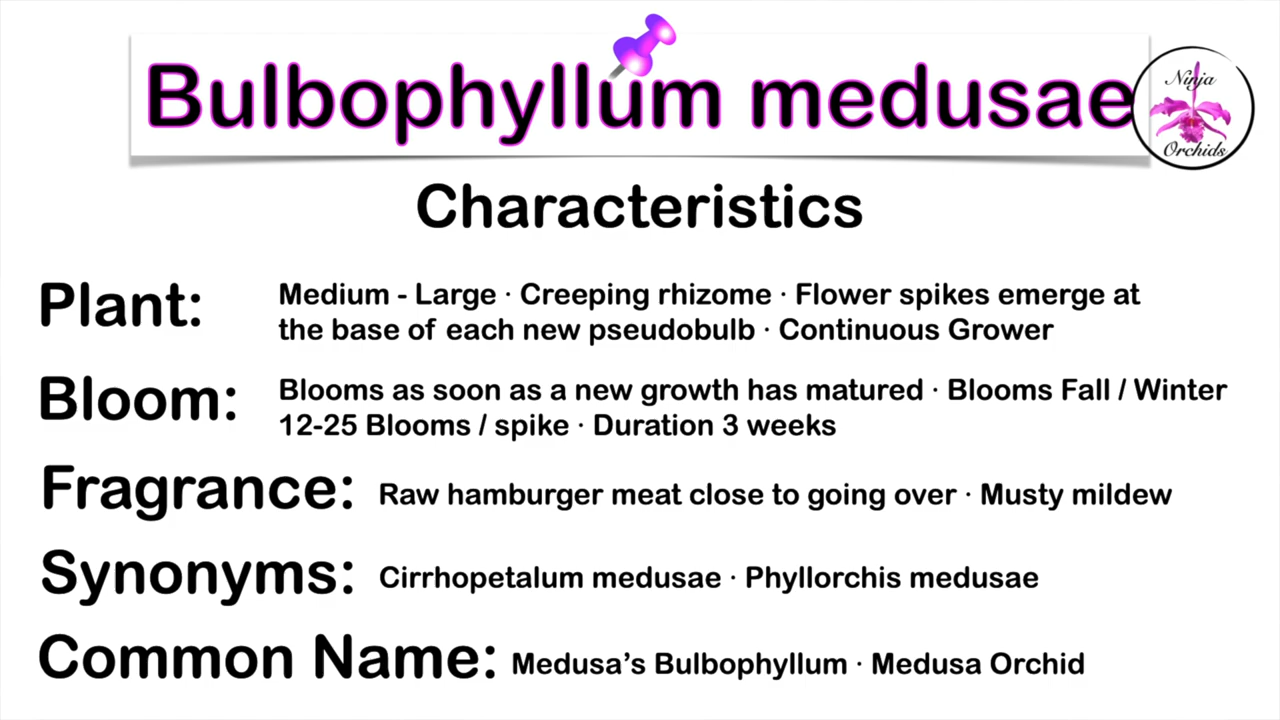 Bulbophyllum medusae
Ninja
Orchids
Characteristics
Plant: Medium - Large · Creeping rhizome · Flower spikes emerge at
the base of each new pseudobulb · Continuous Grower
Bloom: Blooms as soon as a new growth has matured · Blooms Fall / Winter
12-25 Blooms / spike · Duration 3 weeks
Fragrance: Raw hamburger meat close to going over · Musty mildew
Synonyms: Cirrhopetalum medusae · Phyllorchis medusae
Common Name: Medusa’s Bulbophyllum · Medusa Orchid